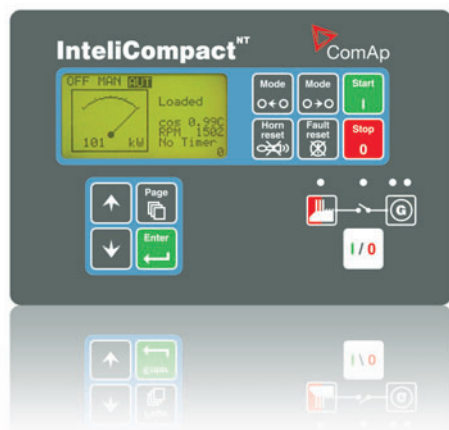 InteliCompact NT
ComAp
OFF MAN AUT
Loaded
cos 0.99C
RPM 1502
No Timer
0
101 kW
Mode
Mode
Start
I
Horn reset
Fault reset
Stop
0
Page
Enter
G
I / 0